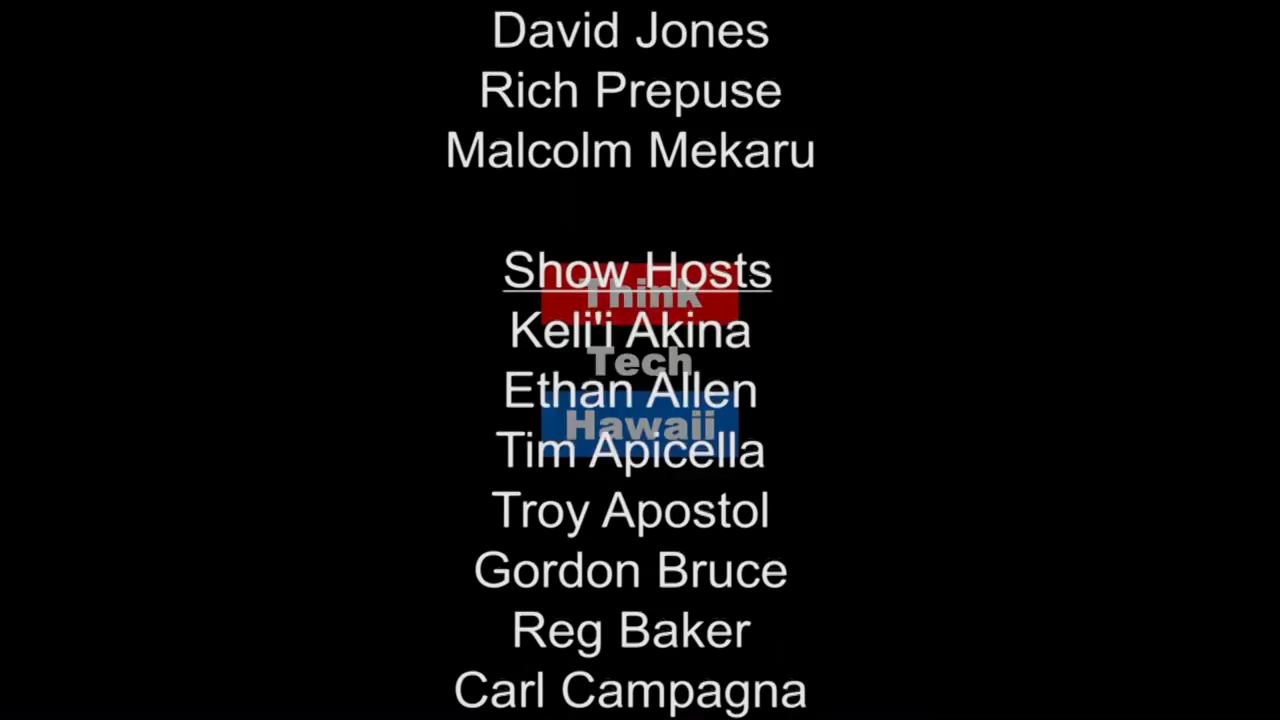 David Jones
Rich Prepuse
Malcolm Mekaru
Show Hosts
Think
Keli'i Akina
Tech
Ethan Allen
Hawaii
Tim Apicella
Troy Apostol
Gordon Bruce
Reg Baker
Carl Campagna